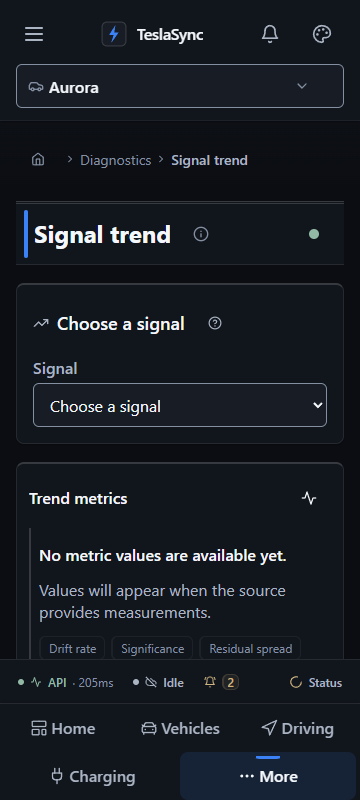 TeslaSync
Aurora
Diagnostics
Signal trend
Signal trend
Choose a signal
Signal
Choose a signal
Trend metrics
No metric values are available yet.
Values will appear when the source
provides measurements.
Drift rate
Significance
Residual spread
API · 205ms
Idle
2
Status
Home
Vehicles
Driving
Charging
More